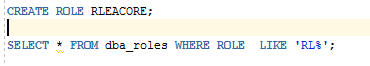 CREATE ROLE RLEACORE;
SELECT * FROM dba_roles WHERE ROLE  LIKE 'RL%';